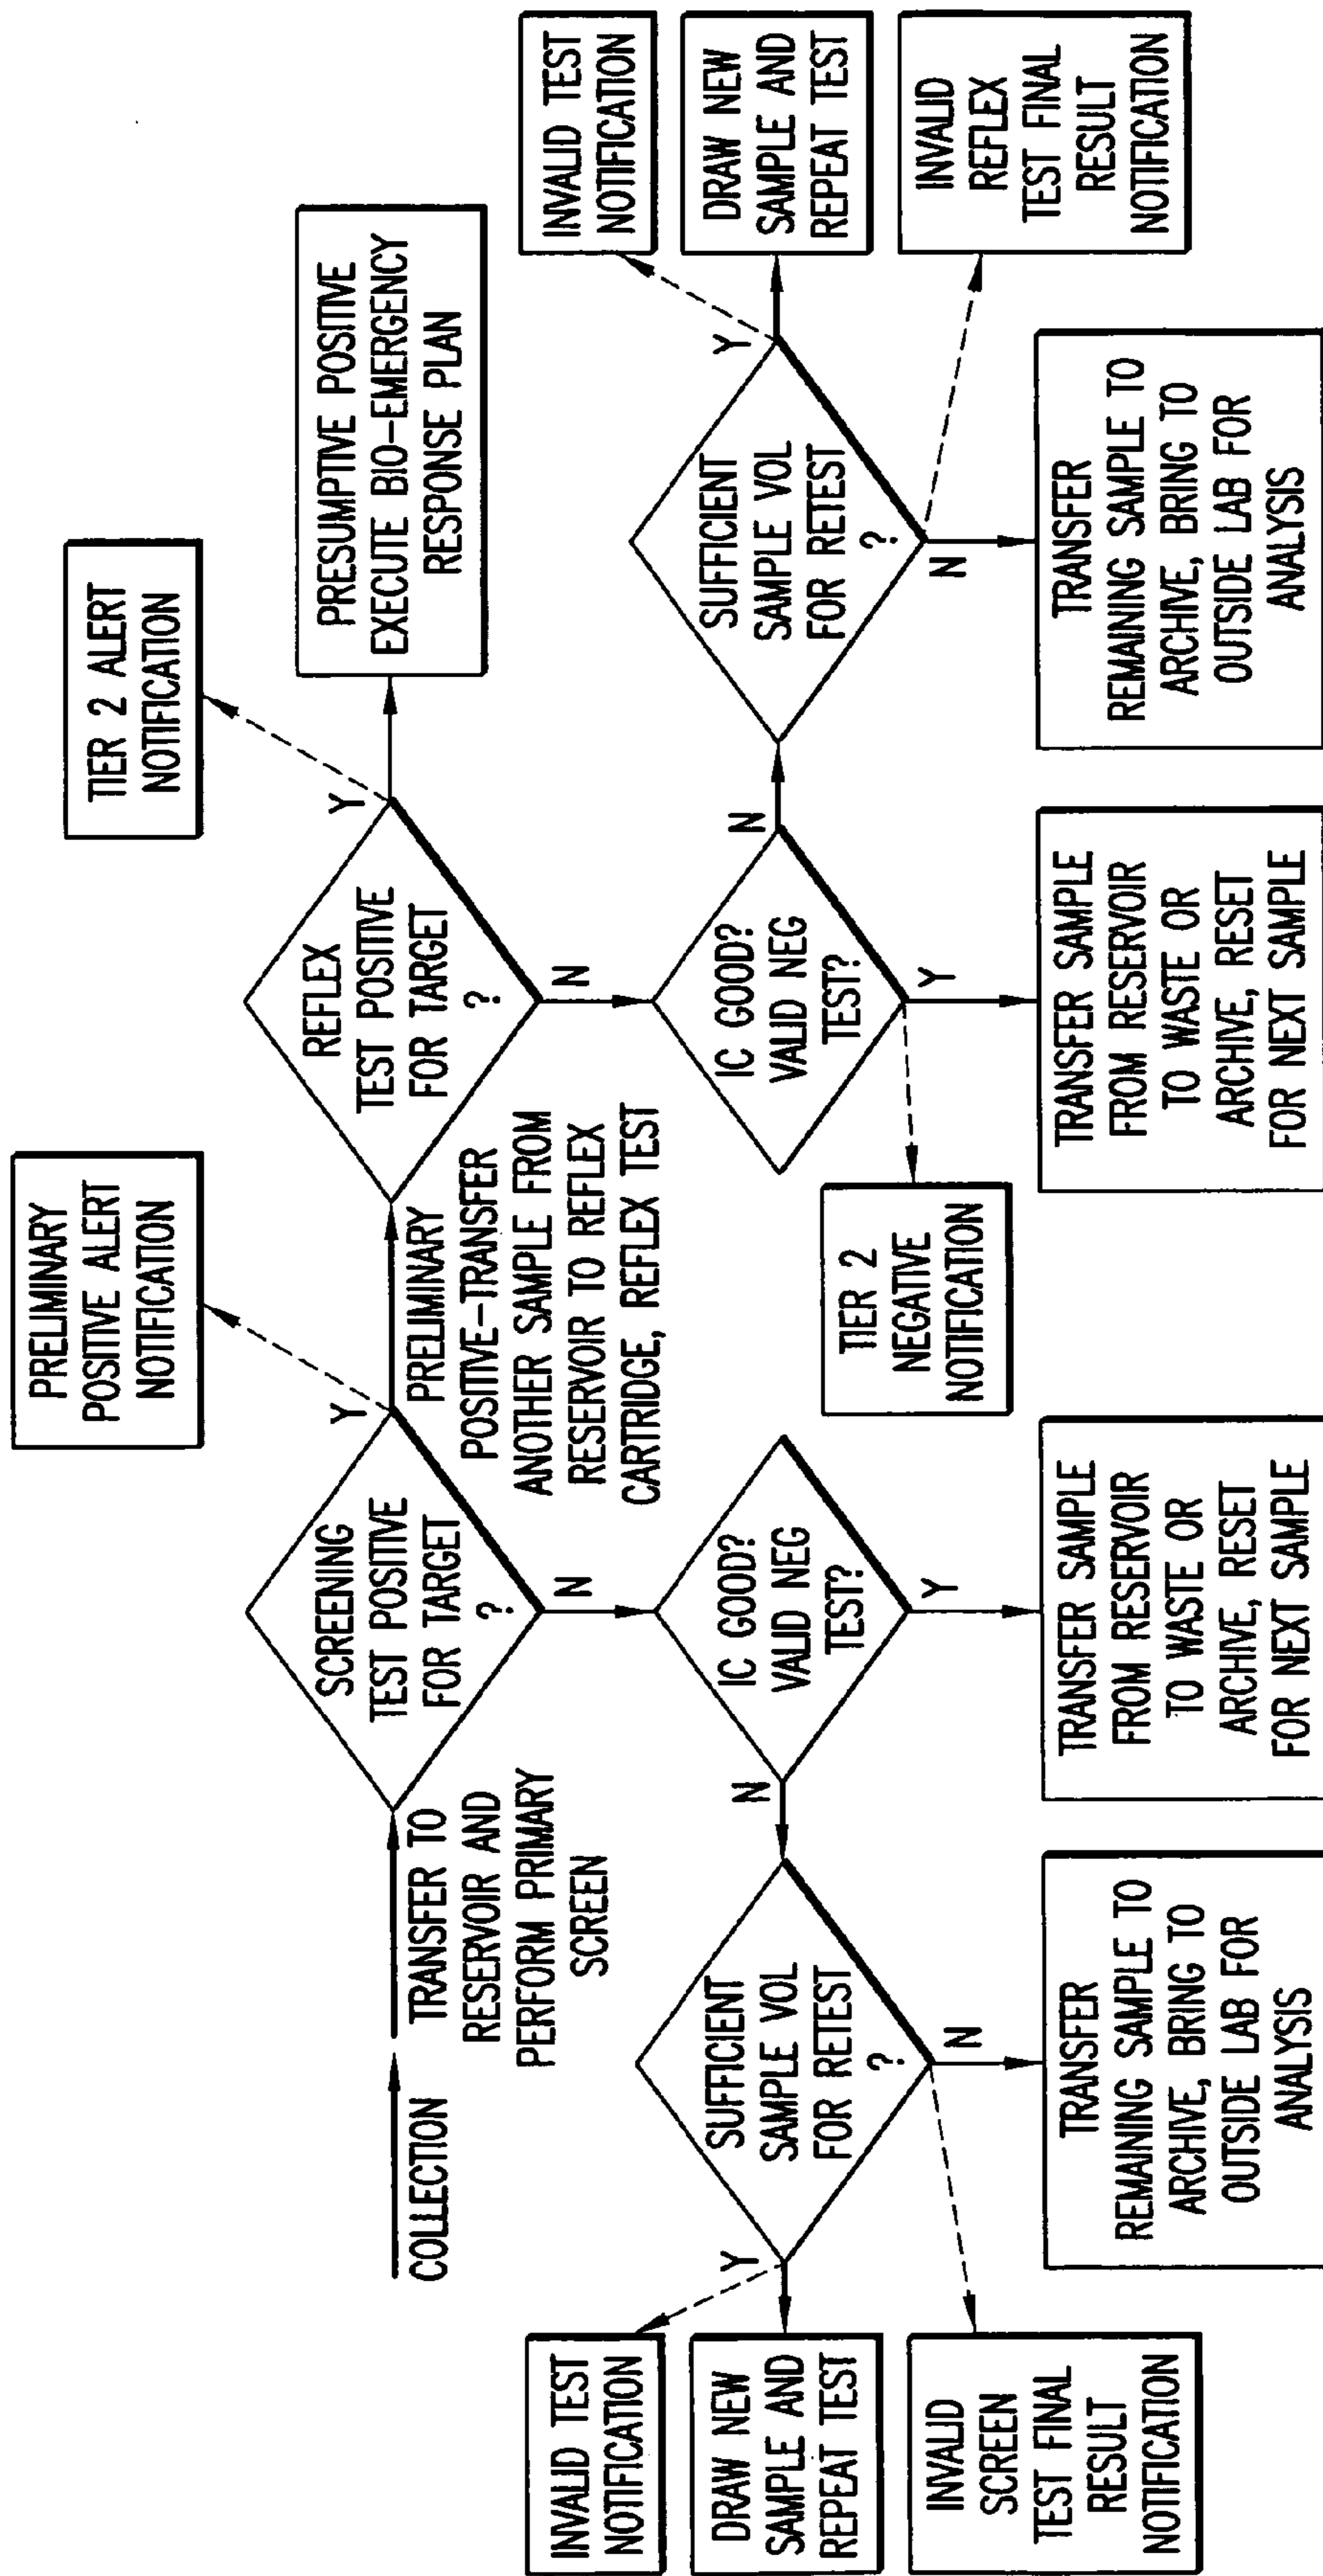 COLLECTION
TRANSFER TO
RESERVOIR AND
PERFORM PRIMARY
SCREEN
SCREENING
TEST POSITIVE
FOR TARGET
?
Y
N
PRELIMINARY
POSITIVE ALERT
NOTIFICATION
PRELIMINARY
POSITIVE-TRANSFER
ANOTHER SAMPLE FROM
RESERVOIR TO REFLEX
CARTRIDGE, REFLEX TEST
REFLEX
TEST POSITIVE
FOR TARGET
?
Y
N
TIER 2 ALERT
NOTIFICATION
PRESUMPTIVE POSITIVE
EXECUTE BIO-EMERGENCY
RESPONSE PLAN
IC GOOD?
VALID NEG
TEST?
N
Y
TRANSFER SAMPLE
FROM RESERVOIR
TO WASTE OR
ARCHIVE, RESET
FOR NEXT SAMPLE
SUFFICIENT
SAMPLE VOL
FOR RETEST
?
Y
N
INVALID TEST
NOTIFICATION
DRAW NEW
SAMPLE AND
REPEAT TEST
INVALID
SCREEN
TEST FINAL
RESULT
NOTIFICATION
TRANSFER
REMAINING SAMPLE TO
ARCHIVE, BRING TO
OUTSIDE LAB FOR
ANALYSIS
IC GOOD?
VALID NEG
TEST?
N
Y
TIER 2
NEGATIVE
NOTIFICATION
TRANSFER SAMPLE
FROM RESERVOIR
TO WASTE OR
ARCHIVE, RESET
FOR NEXT SAMPLE
SUFFICIENT
SAMPLE VOL
FOR RETEST
?
Y
N
INVALID TEST
NOTIFICATION
DRAW NEW
SAMPLE AND
REPEAT TEST
INVALID
REFLEX
TEST FINAL
RESULT
NOTIFICATION
TRANSFER
REMAINING SAMPLE TO
ARCHIVE, BRING TO
OUTSIDE LAB FOR
ANALYSIS